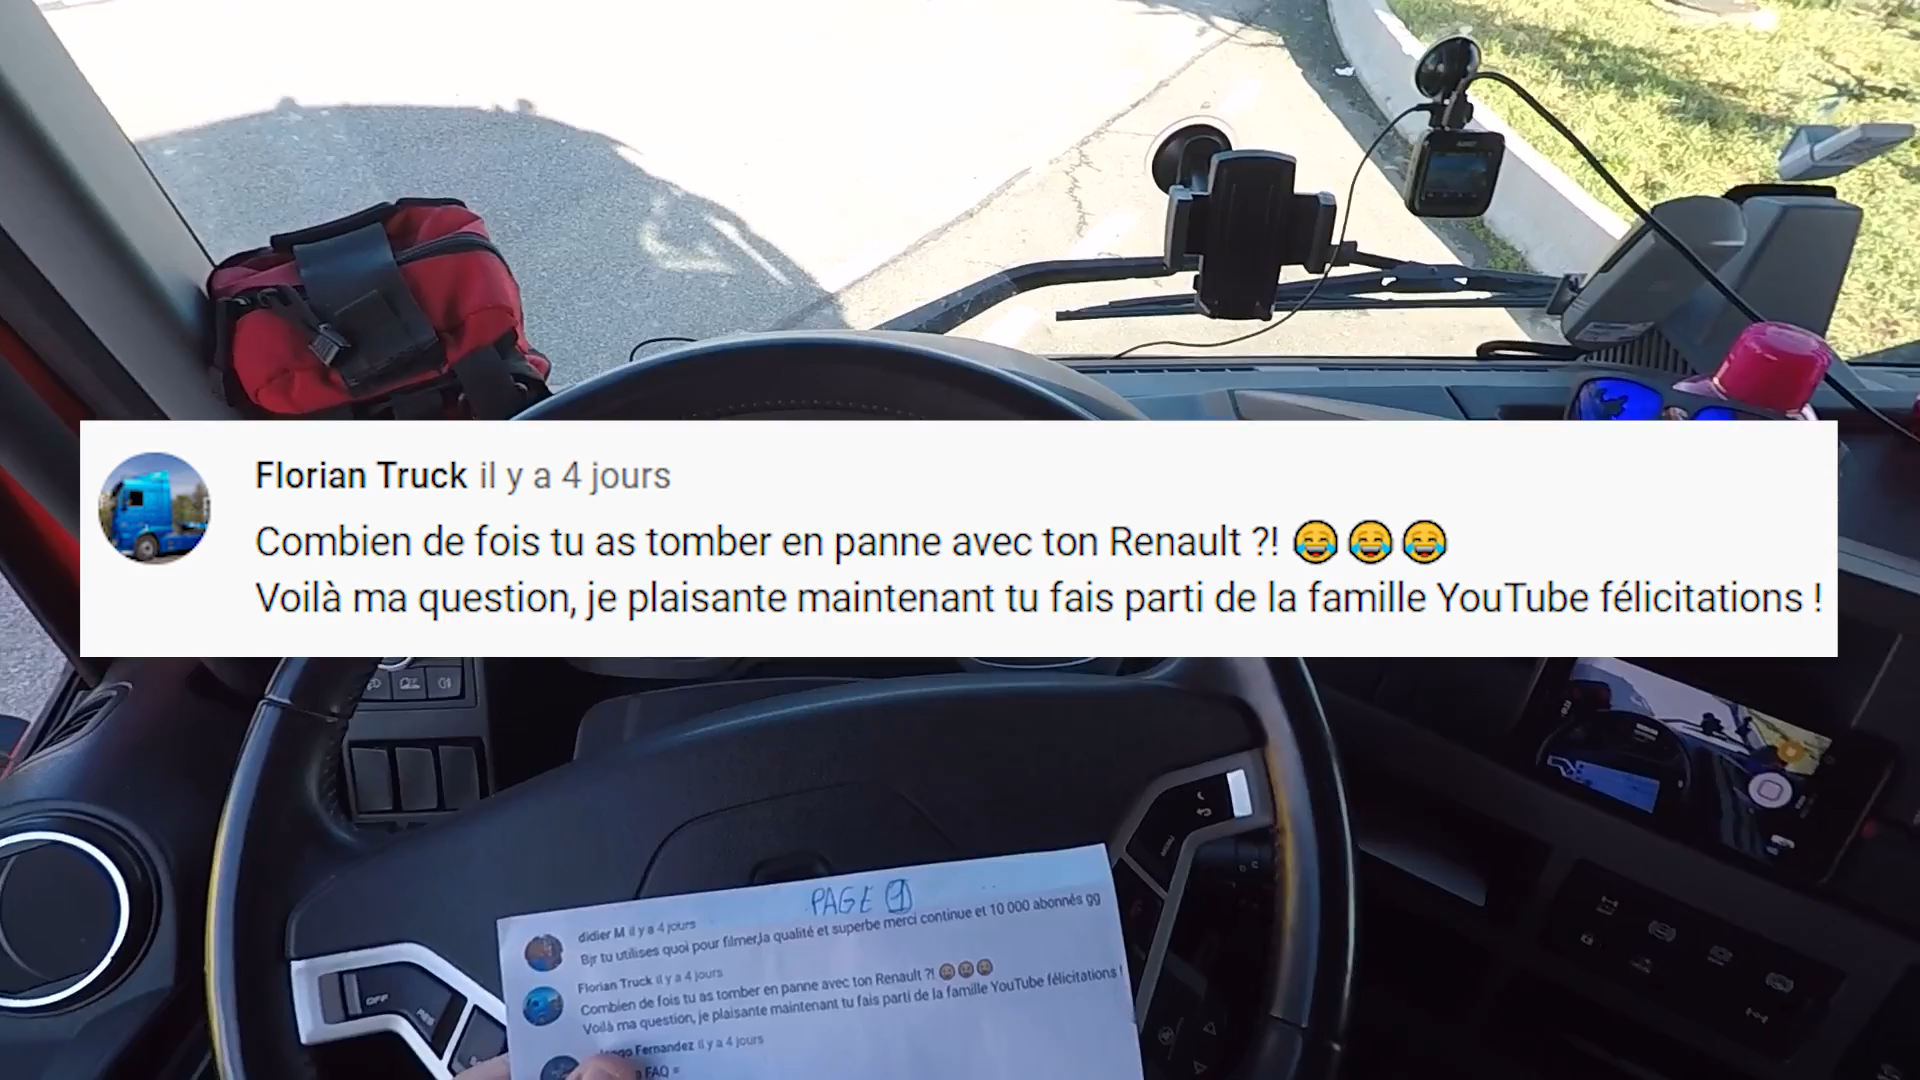 Florian Truck il y a 4 jours
Combien de fois tu as tomber en panne avec ton Renault ?! 😂😂😂
Voilà ma question, je plaisante maintenant tu fais parti de la famille YouTube félicitations !
PAGE 1
didier M il y a 4 jours
Bjr tu utilises quoi pour filmer,la qualité et superbe merci continue et 10 000 abonnés gg
Florian Truck il y a 4 jours
Combien de fois tu as tomber en panne avec ton Renault ?! 😂😂😂
Voilà ma question, je plaisante maintenant tu fais parti de la famille YouTube félicitations !
Fernandez il y a 4 jours
FAQ =
OFF
RES
MENU